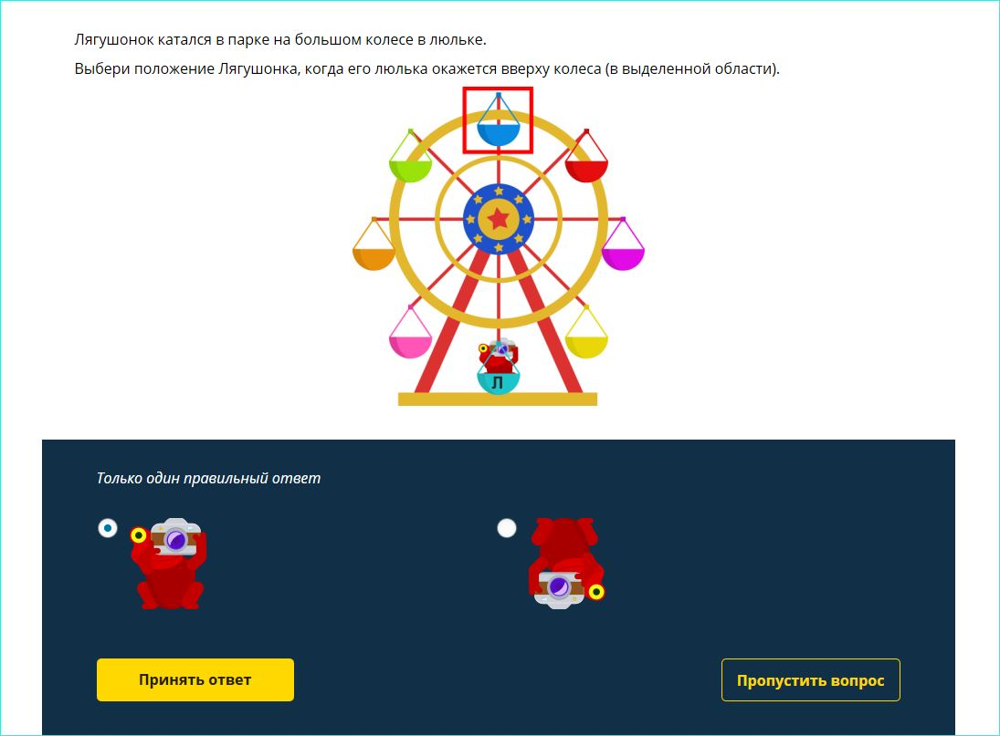 Лягушонок катался в парке на большом колесе в люльке.
Выбери положение Лягушонка, когда его люлька окажется вверху колеса (в выделенной области).
Л
Только один правильный ответ
Принять ответ
Пропустить вопрос